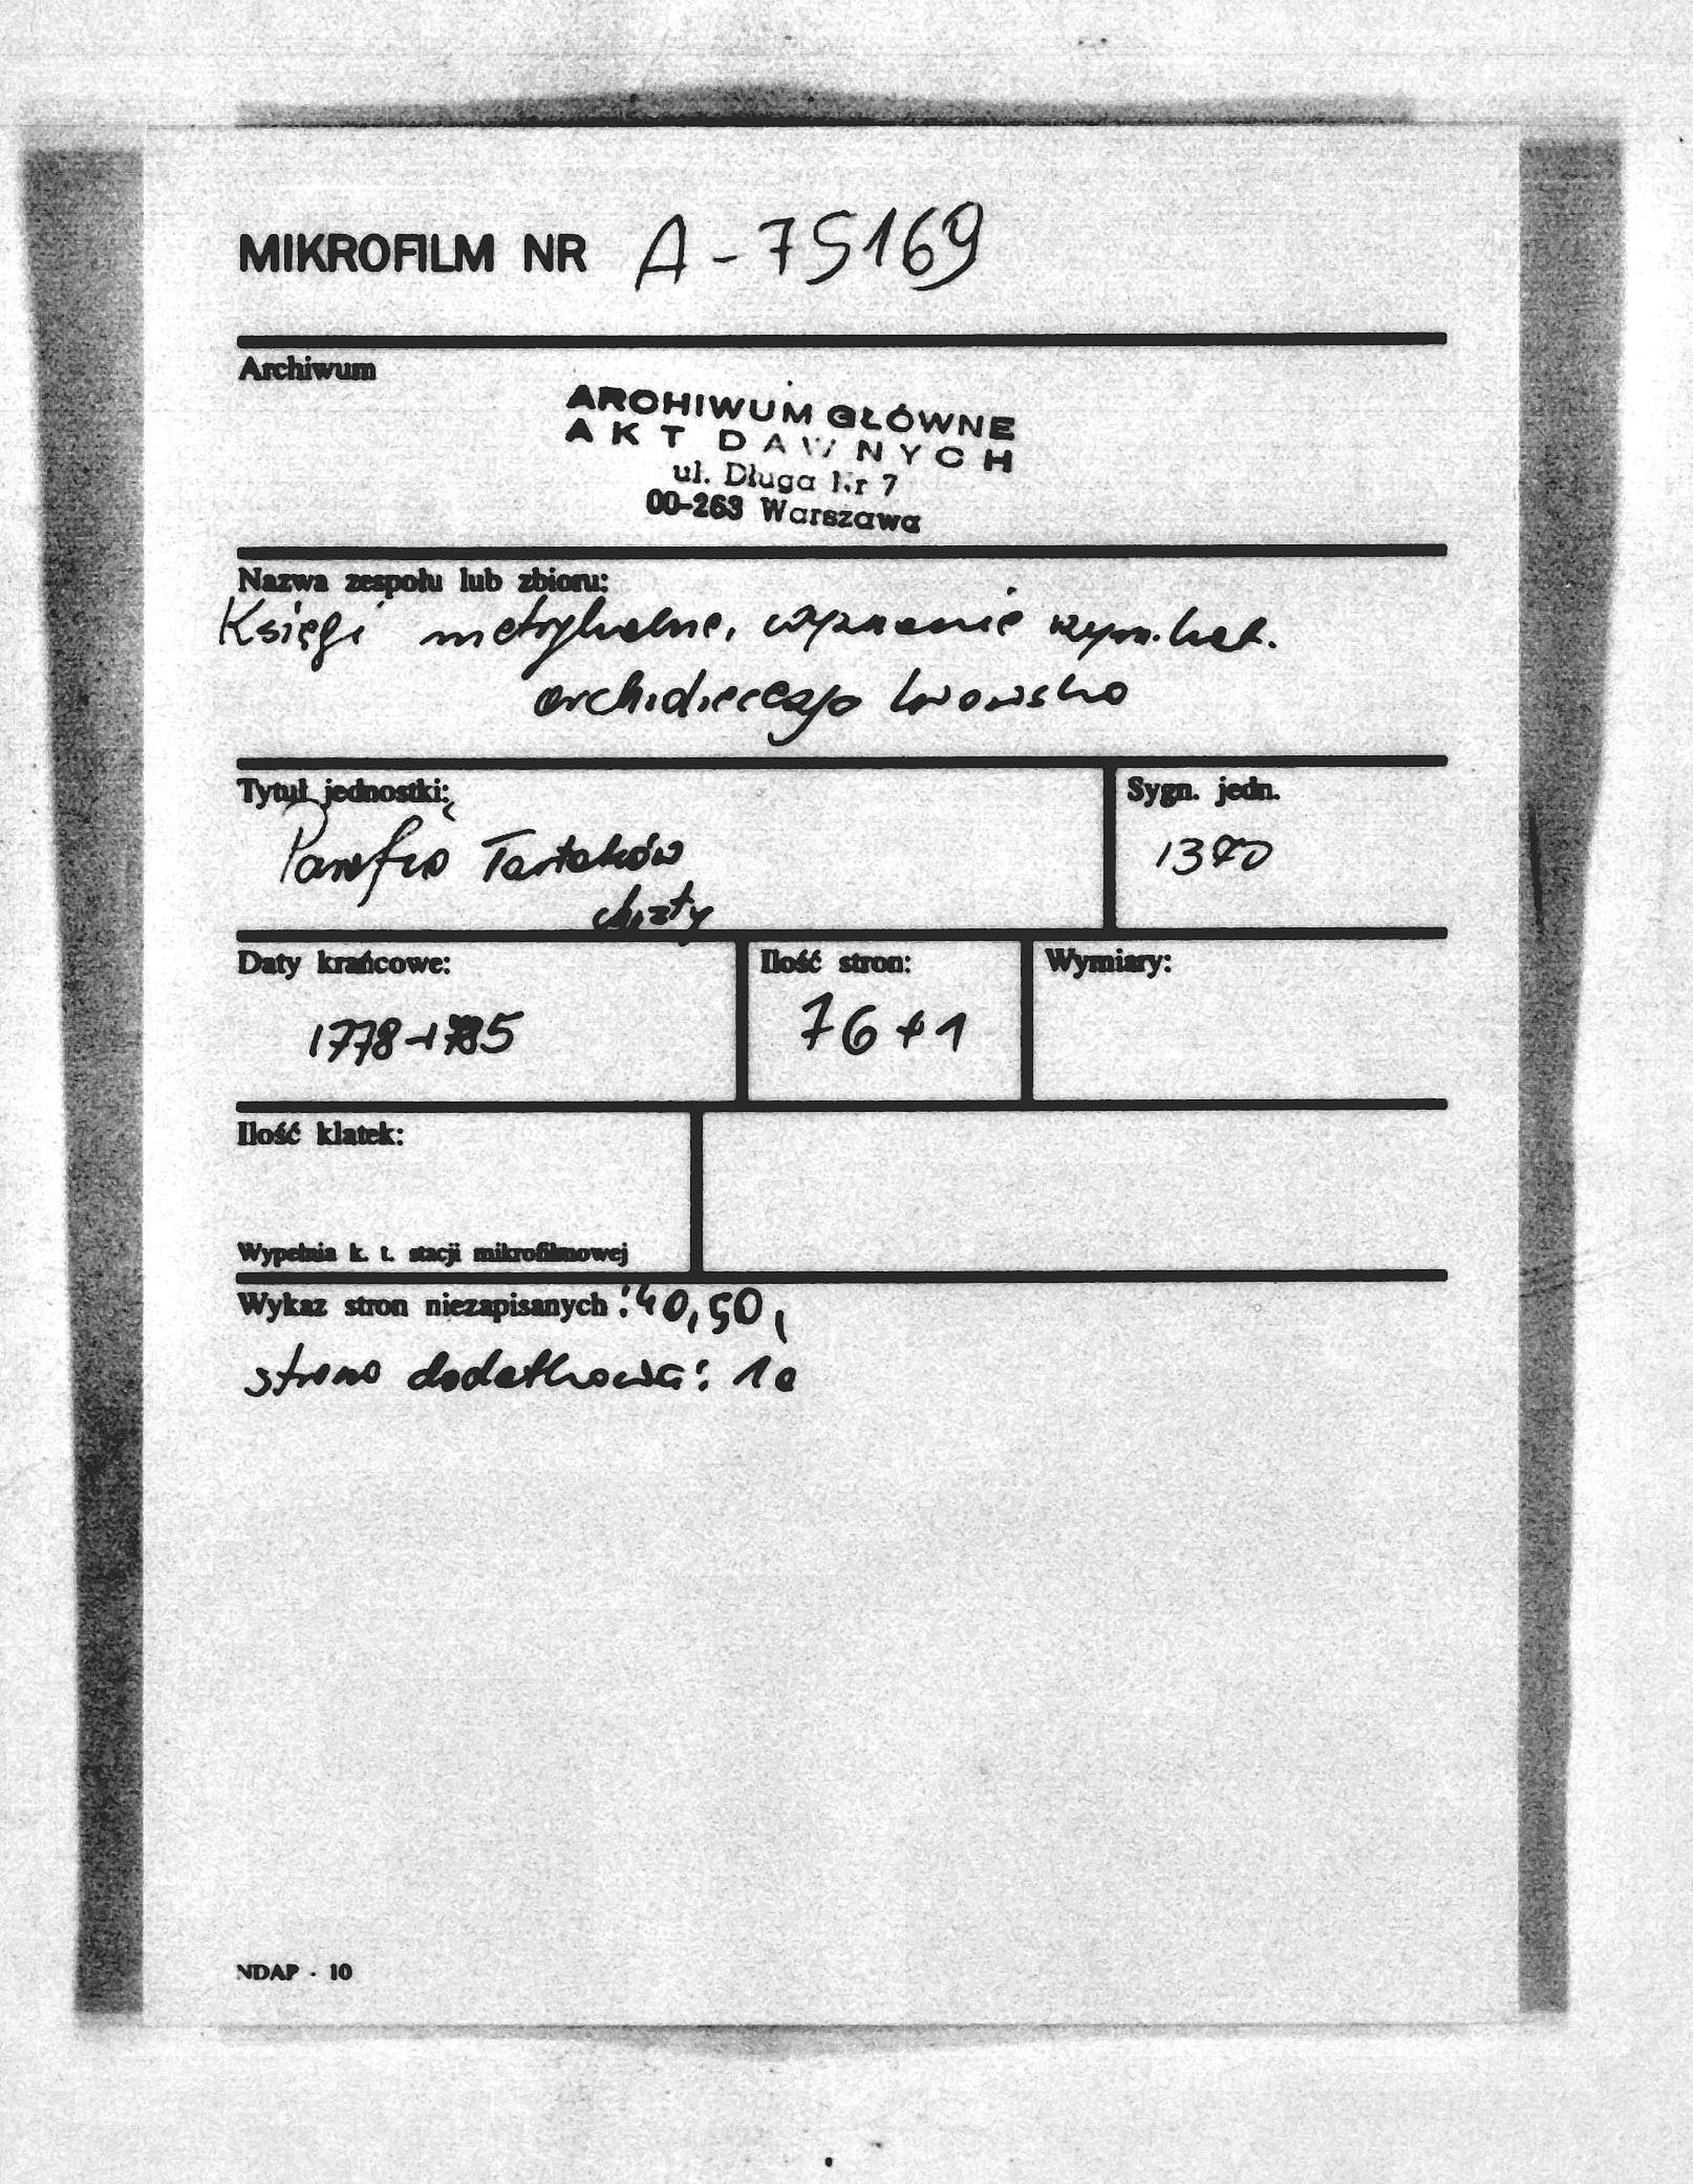 MIKROFILM NR A-75169
Archiwum
ARCHIWUM GŁÓWNE
AKT DAWNYCH
ul. Długa Nr 7
00-263 Warszawa
Nazwa zespołu lub zbioru:
Księgi metrykalne, wyznanie rzym. kat.
archidiecezja lwowska
Tytuł jednostki:
Sygn. jedn.
Parafia Tartaków
chrzty
Daty krańcowe:
Ilość stron:
Wymiary:
1778-1785
76+1
Ilość klatek:
Wypełnia k. t. stacji mikrofilmowej
Wykaz stron niezapisanych: 40, 50,
strona dodatkowa: 1a
NDAP - 10